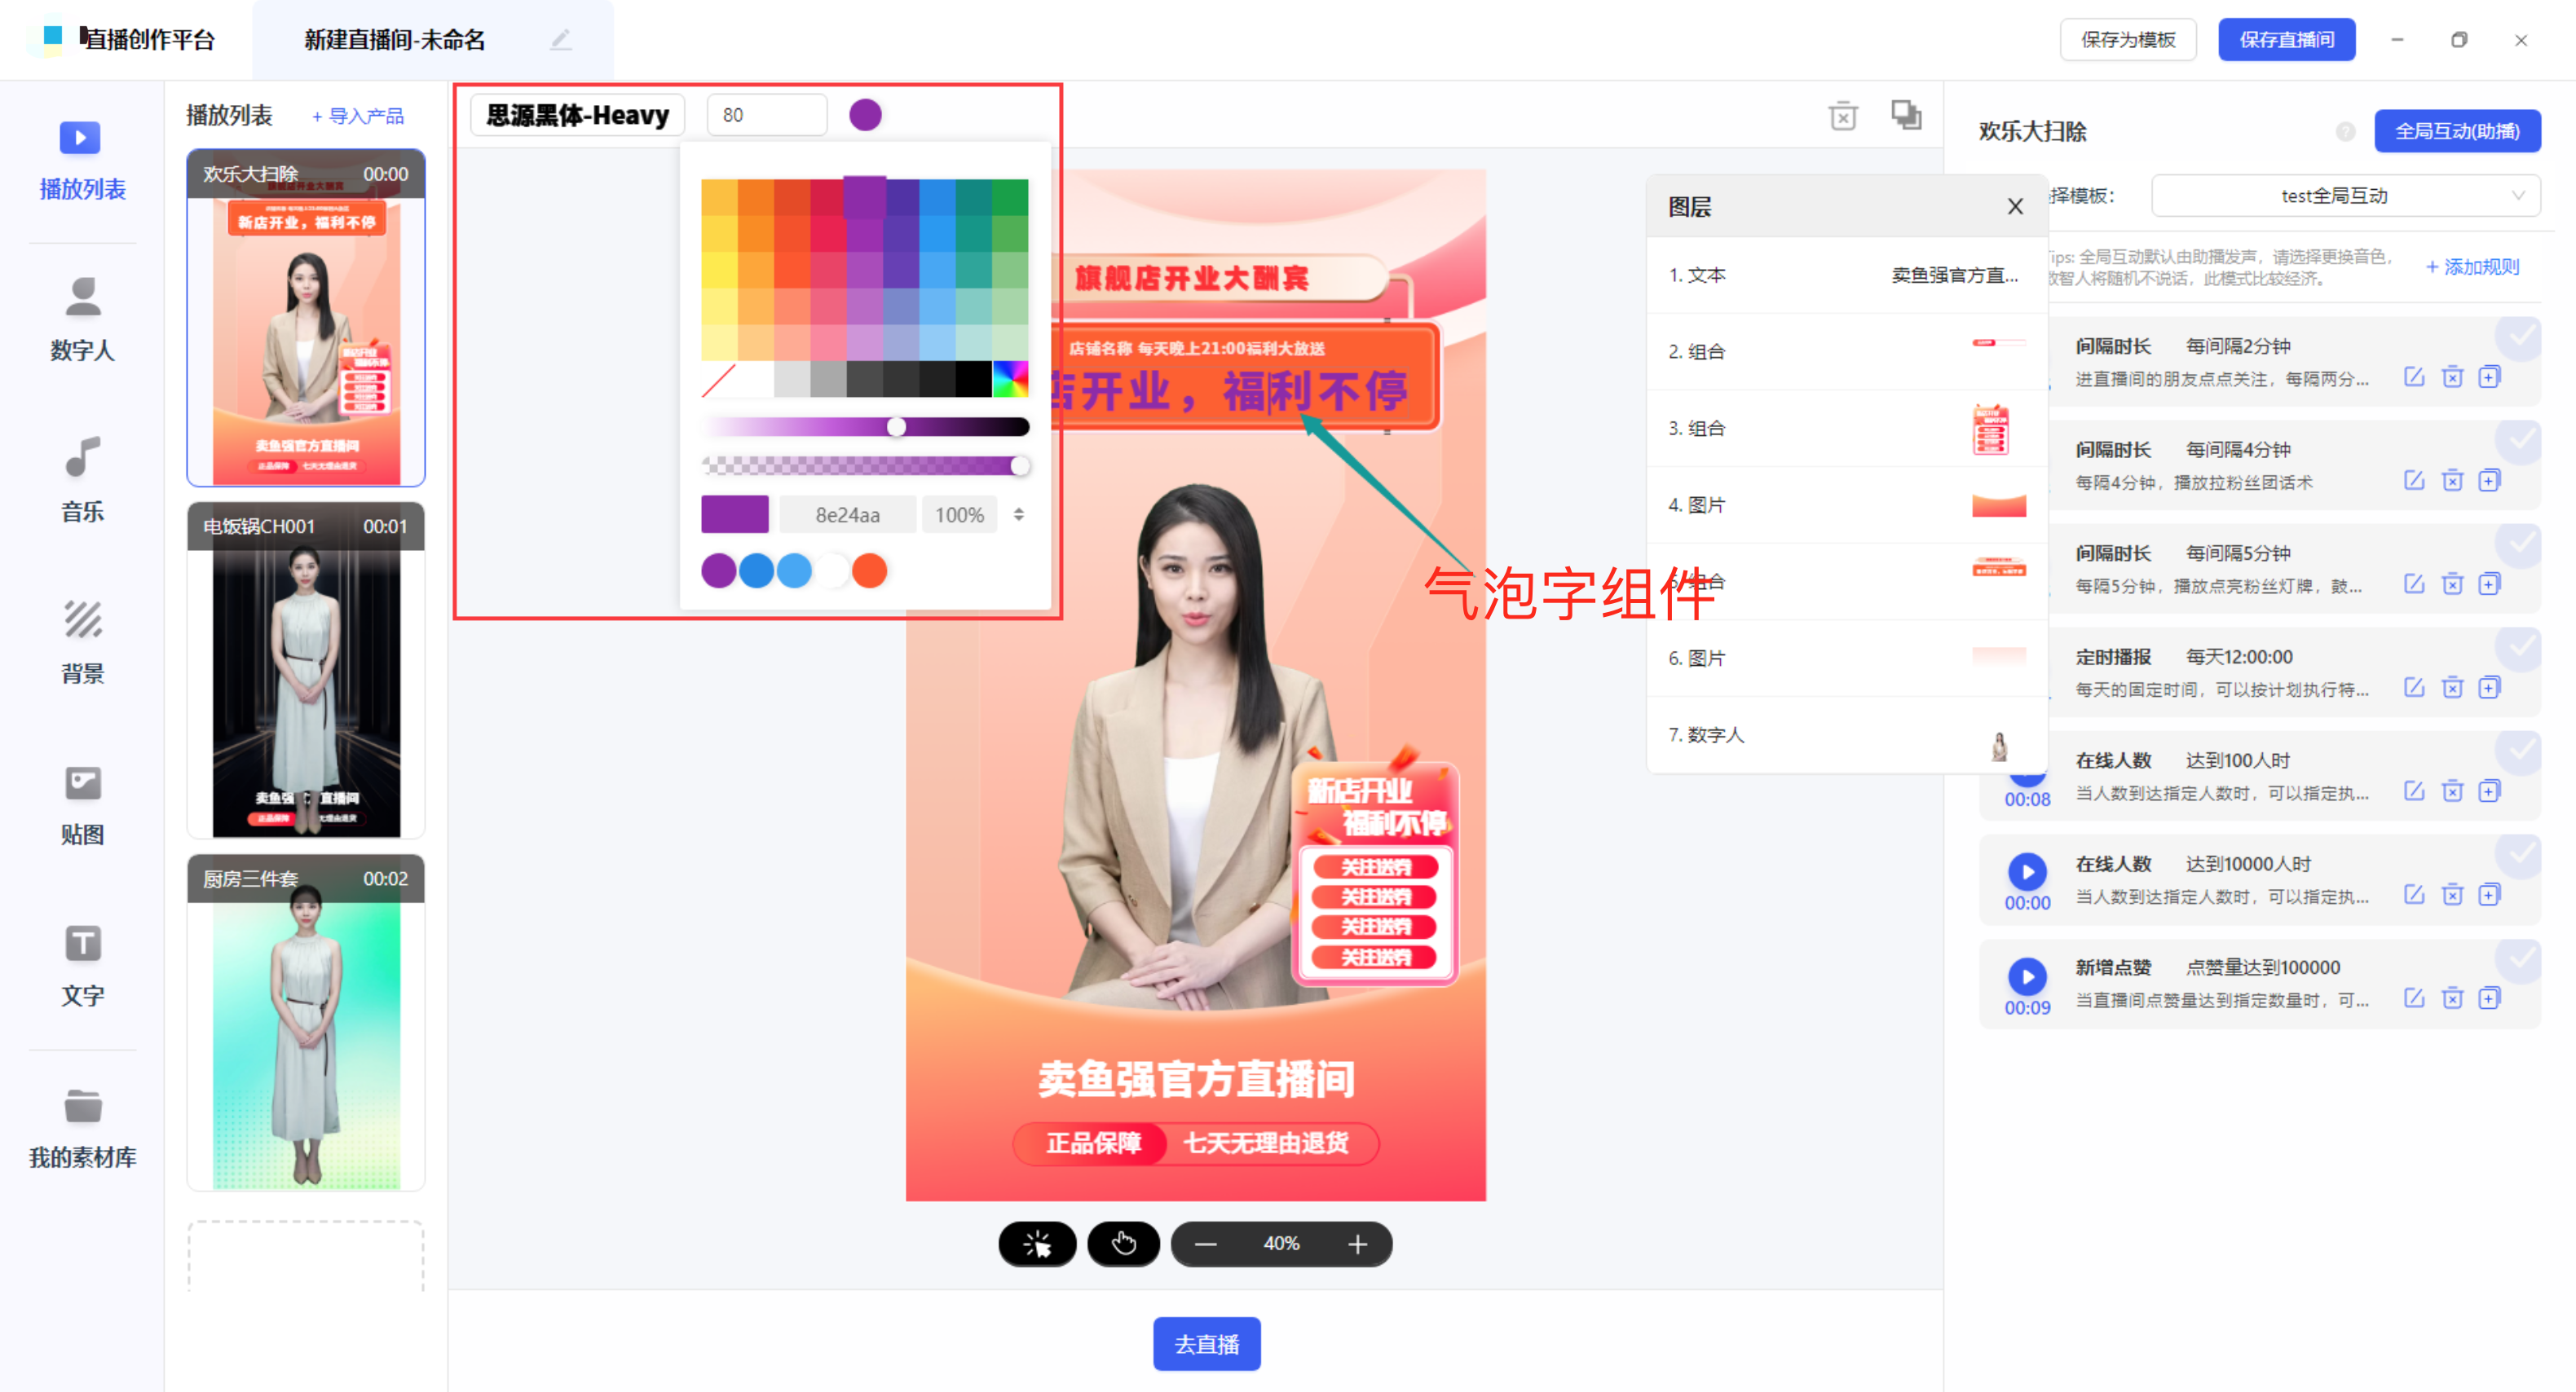 直播创作平台
新建直播间-未命名
保存为模板
保存直播间
播放列表
数字人
音乐
背景
贴图
文字
我的素材库
播放列表
+ 导入产品
欢乐大扫除 00:00
新店开业，福利不停
卖鱼强官方直播间
正品保障 七天无理由退货
电饭锅CH001 00:01
正品保障
厨房三件套 00:02
思源黑体-Heavy
80
8e24aa
100%
旗舰店开业大酬宾
店铺名称 每天晚上21:00福利大放送
店开业，福利不停
气泡字组件
新店开业
福利不停
关注送券
关注送券
关注送券
关注送券
卖鱼强官方直播间
正品保障 七天无理由退货
40%
去直播
图层
X
1. 文本 卖鱼强官方直...
2. 组合
3. 组合
4. 图片
5. 组合
6. 图片
7. 数字人
欢乐大扫除
?
全局互动(助播)
择模板：
test全局互动
Tips: 全局互动默认由助播发声，请选择更换音色，
数智人将随机不说话，此模式比较经济。
+ 添加规则
间隔时长 每间隔2分钟
进直播间的朋友点点关注，每隔两分...
间隔时长 每间隔4分钟
每隔4分钟，播放拉粉丝团话术
间隔时长 每间隔5分钟
每隔5分钟，播放点亮粉丝灯牌，鼓...
定时播报 每天12:00:00
每天的固定时间，可以按计划执行特...
在线人数 达到100人时
00:08
当人数到达指定人数时，可以指定执...
在线人数 达到10000人时
00:00
当人数到达指定人数时，可以指定执...
新增点赞 点赞量达到100000
00:09
当直播间点赞量达到指定数量时，可...